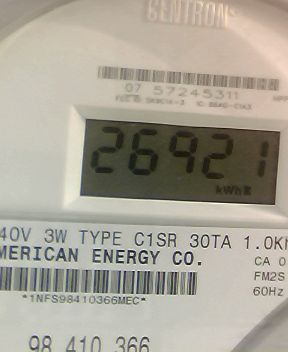 CENTRON
07 57245311
26921
kWh
40V 3W TYPE C1SR 30TA 1.0Kh
MERICAN ENERGY CO.
CA 0
FM2S
60Hz
*1NFS98410366MEC*
98 410 366